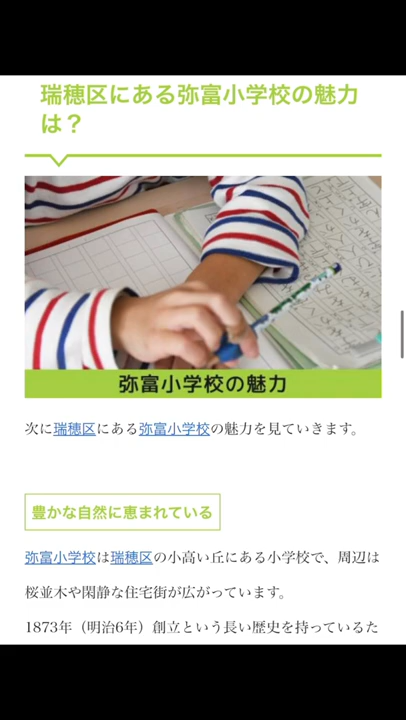 瑞穂区にある弥富小学校の魅力
は？
弥富小学校の魅力
次に瑞穂区にある弥富小学校の魅力を見ていきます。
豊かな自然に恵まれている
弥富小学校は瑞穂区の小高い丘にある小学校で、周辺は
桜並木や閑静な住宅街が広がっています。
1873年（明治6年）創立という長い歴史を持っているた